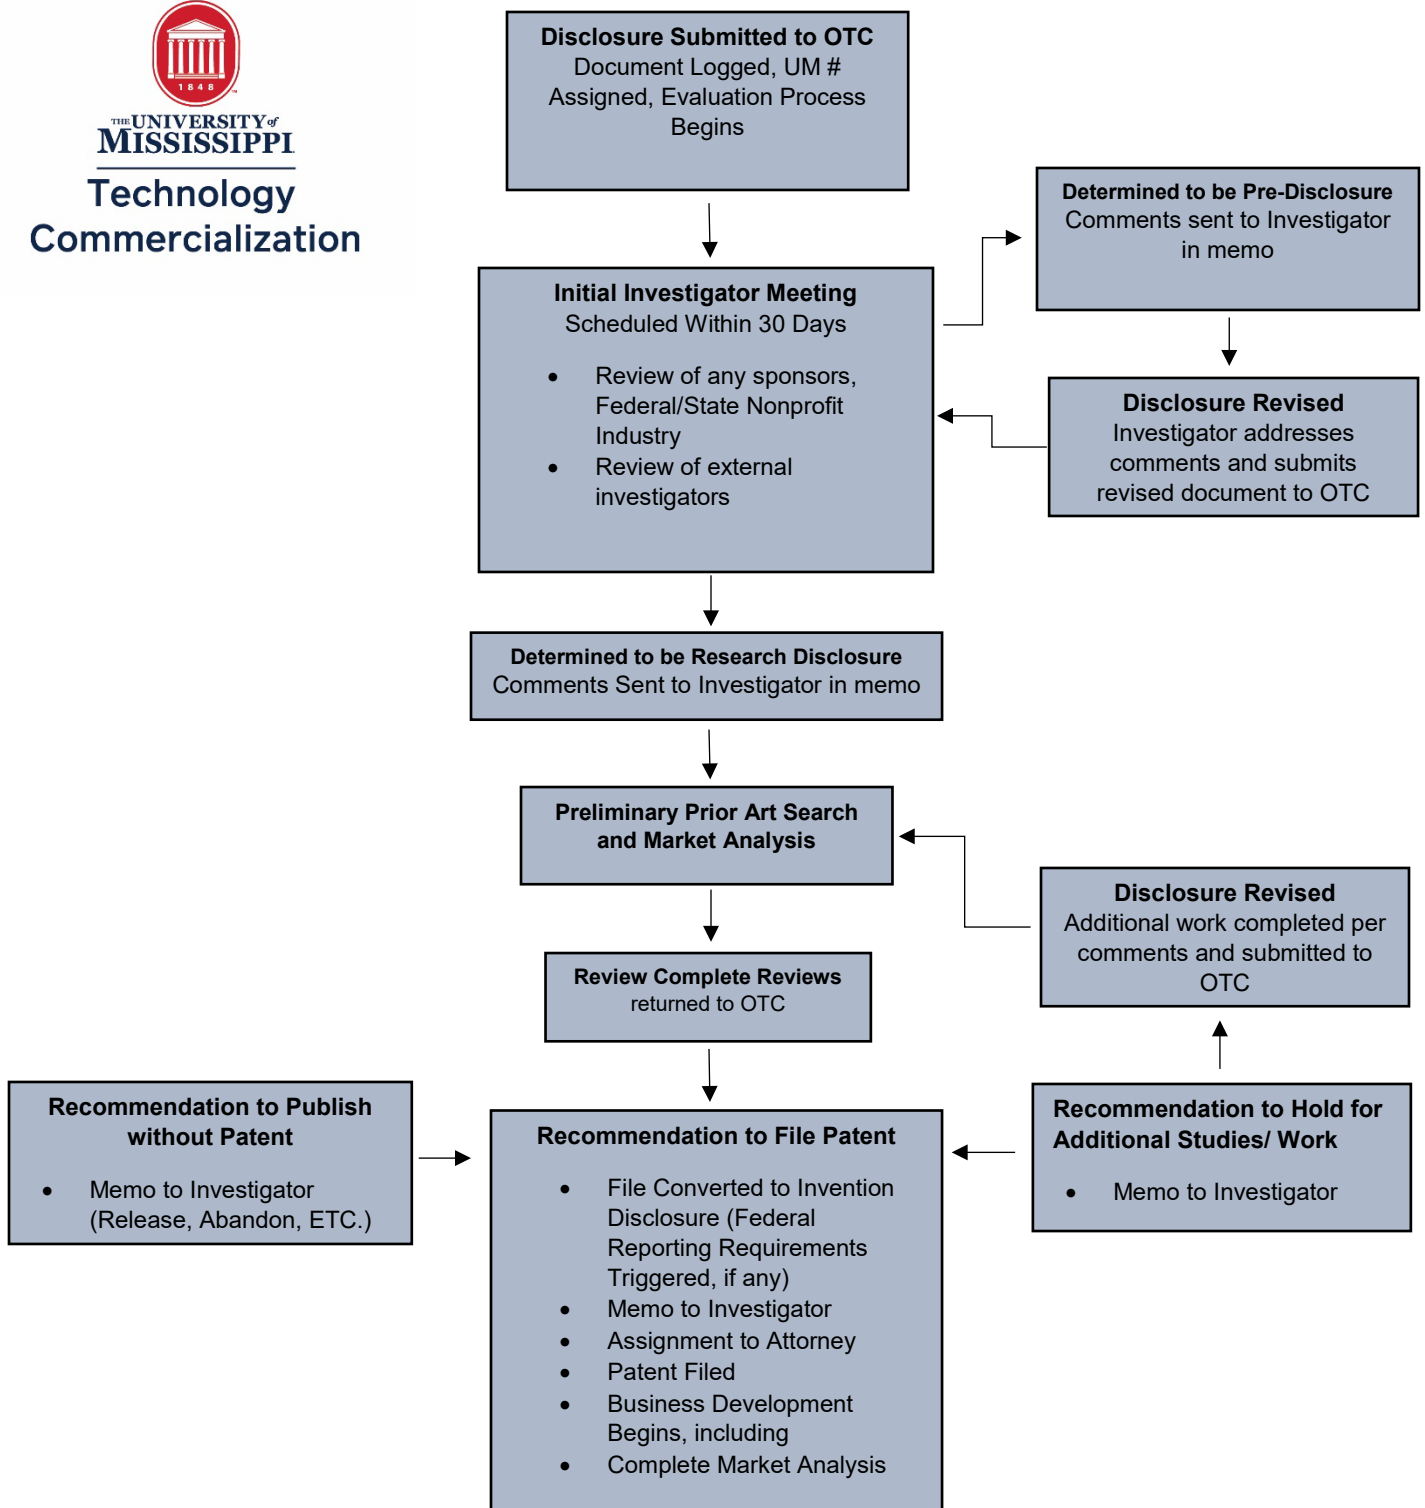 1848
THE UNIVERSITY of
MISSISSIPPI
Technology
Commercialization
Disclosure Submitted to OTC
Document Logged, UM #
Assigned, Evaluation Process
Begins
Determined to be Pre-Disclosure
Comments sent to Investigator
in memo
Initial Investigator Meeting
Scheduled Within 30 Days
• Review of any sponsors,
Federal/State Nonprofit
Industry
• Review of external
investigators
Disclosure Revised
Investigator addresses
comments and submits
revised document to OTC
Determined to be Research Disclosure
Comments Sent to Investigator in memo
Preliminary Prior Art Search
and Market Analysis
Disclosure Revised
Additional work completed per
comments and submitted to
OTC
Review Complete Reviews
returned to OTC
Recommendation to Publish
without Patent
• Memo to Investigator
(Release, Abandon, ETC.)
Recommendation to File Patent
• File Converted to Invention
Disclosure (Federal
Reporting Requirements
Triggered, if any)
• Memo to Investigator
• Assignment to Attorney
• Patent Filed
• Business Development
Begins, including
• Complete Market Analysis
Recommendation to Hold for
Additional Studies/ Work
• Memo to Investigator